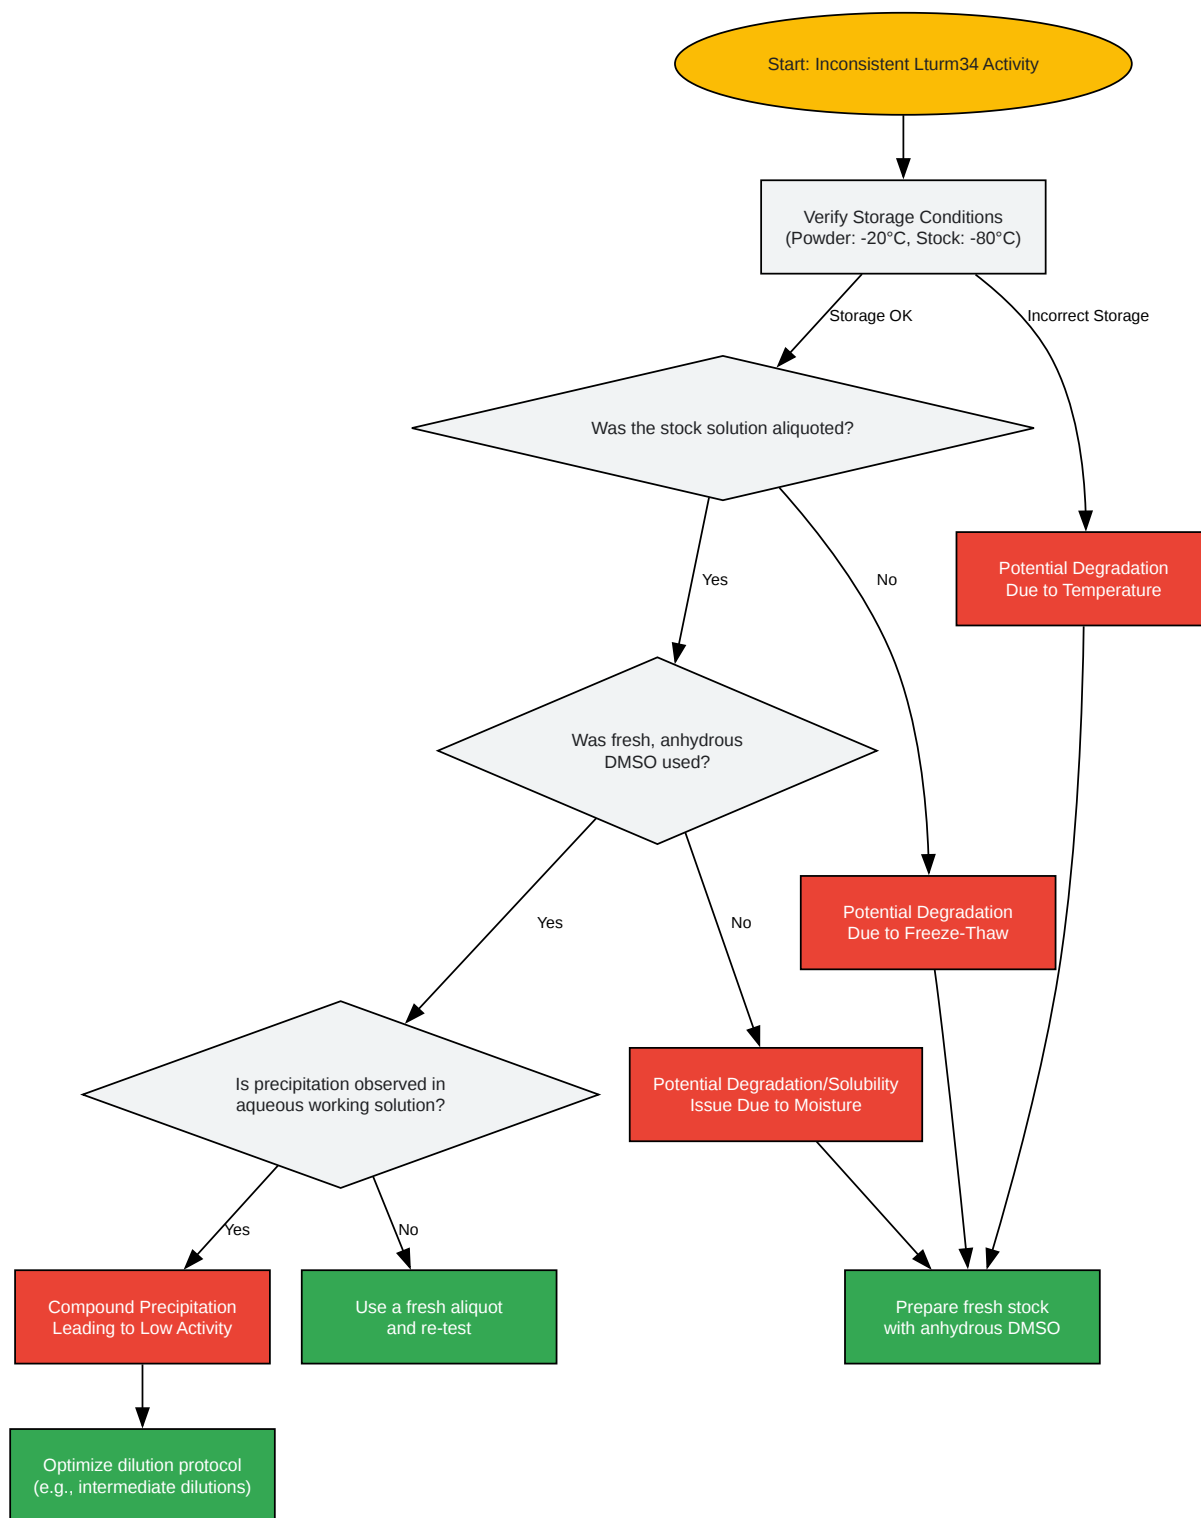 Start: Inconsistent Lturm34 Activity
Verify Storage Conditions
(Powder: -20°C, Stock: -80°C)
Storage OK
Incorrect Storage
Was the stock solution aliquoted?
Yes
No
Potential Degradation
Due to Temperature
Was fresh, anhydrous
DMSO used?
Yes
No
Potential Degradation
Due to Freeze-Thaw
Is precipitation observed in
aqueous working solution?
Potential Degradation/Solubility
Issue Due to Moisture
Yes
No
Compound Precipitation
Leading to Low Activity
Use a fresh aliquot
and re-test
Prepare fresh stock
with anhydrous DMSO
Optimize dilution protocol
(e.g., intermediate dilutions)